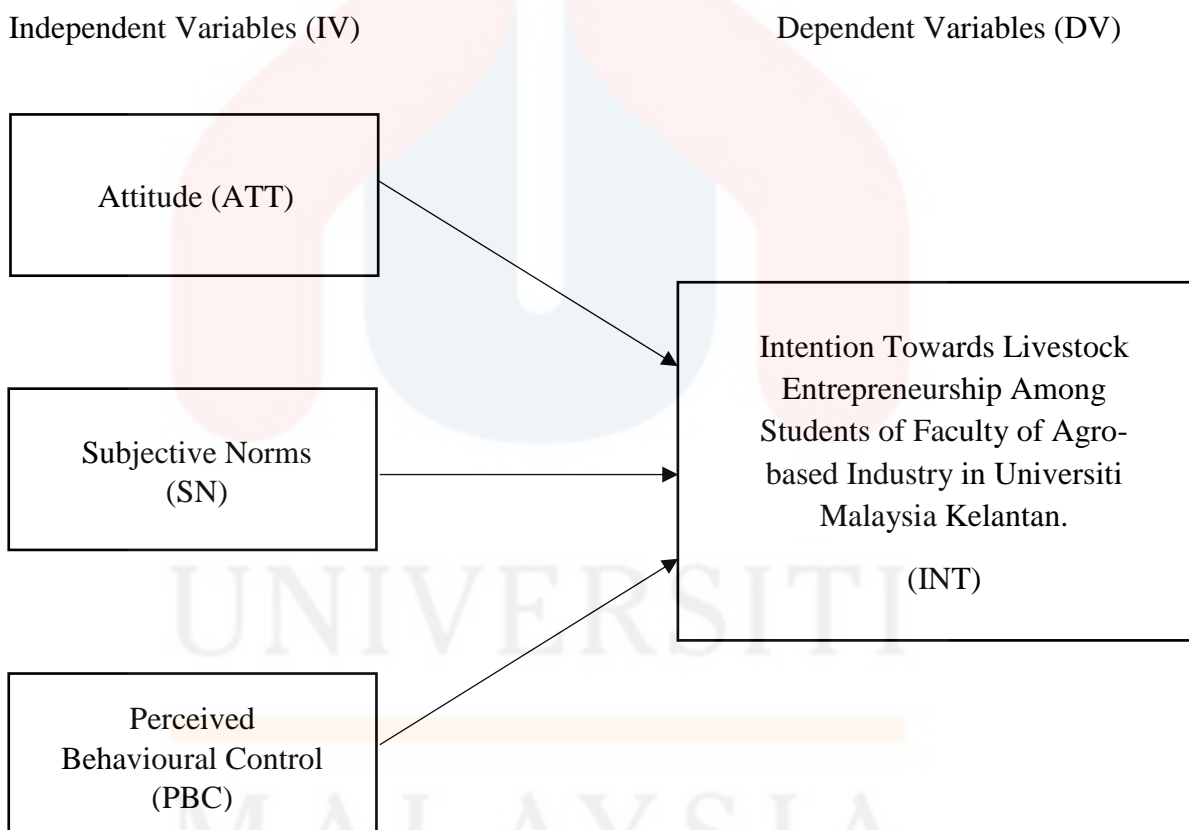 Independent Variables (IV)
Dependent Variables (DV)
Attitude (ATT)
Subjective Norms
(SN)
Perceived
Behavioural Control
(PBC)
Intention Towards Livestock
Entrepreneurship Among
Students of Faculty of Agro-
based Industry in Universiti
Malaysia Kelantan.
(INT)
UNIVERSITI
MALAYSIA